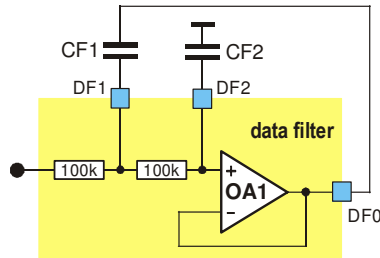 CF1
CF2
DF1
DF2
data filter
100k
100k
+
OA1
−
DF0